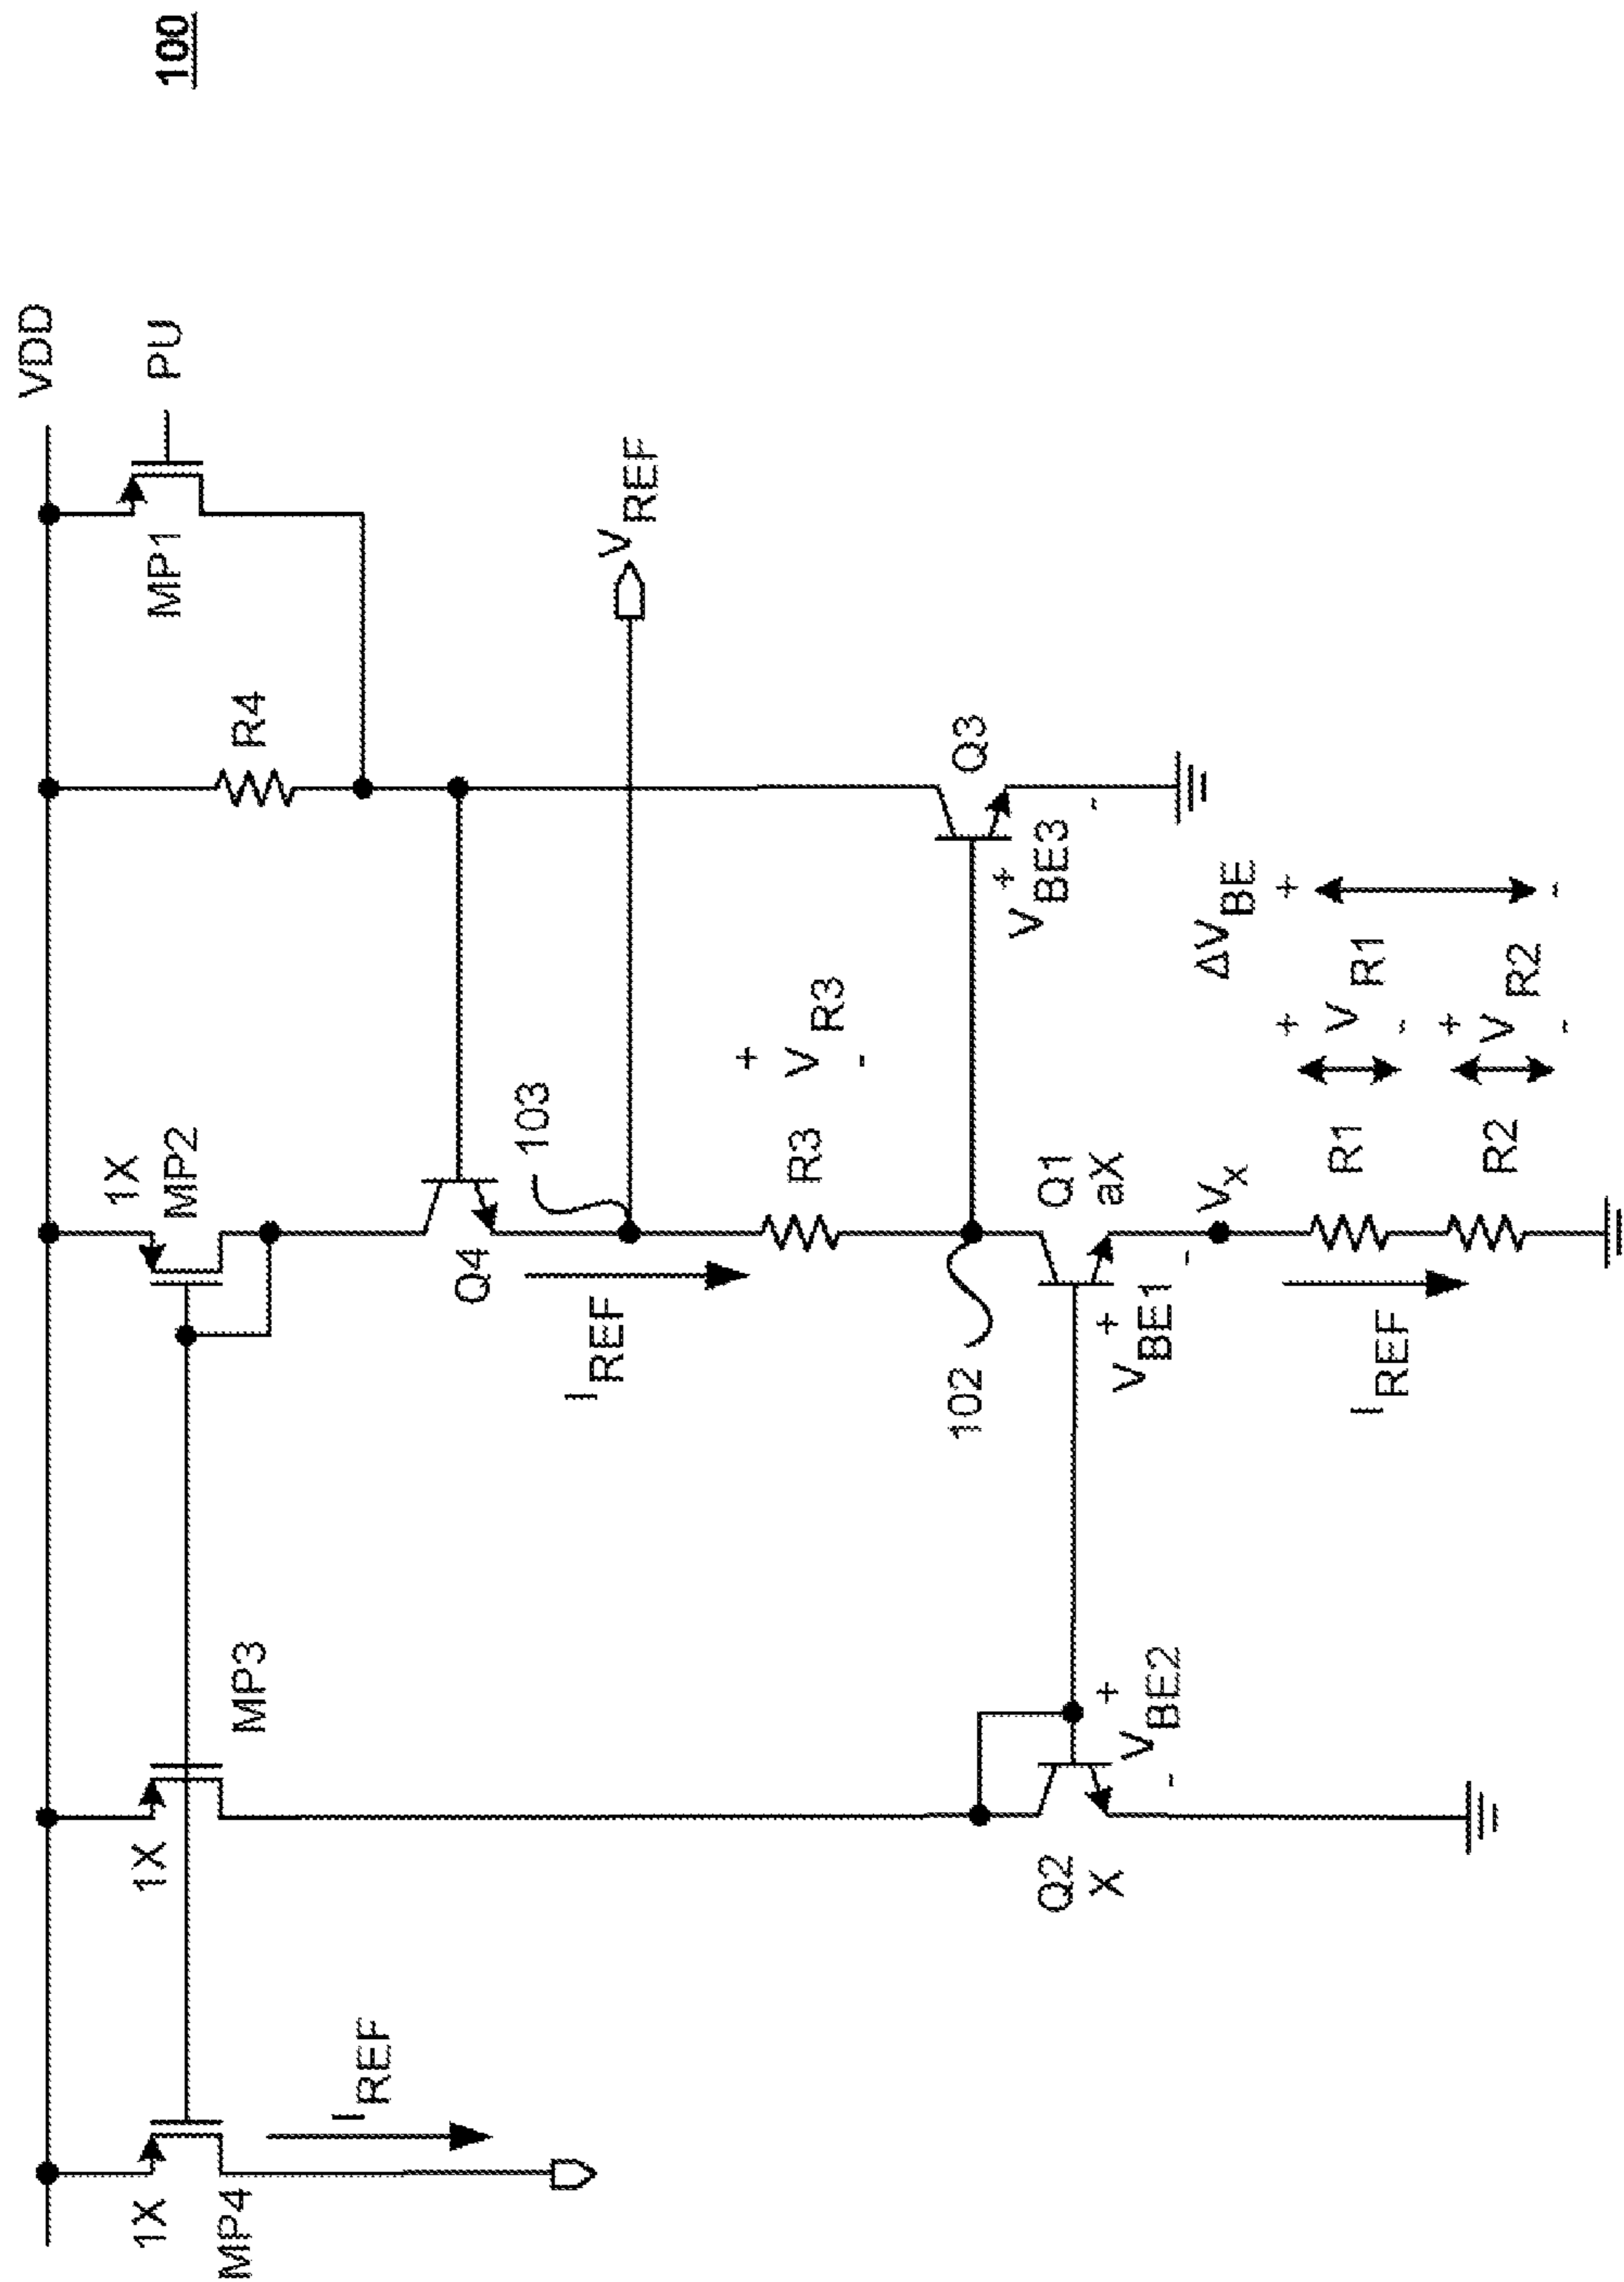 100
VDD
PU
MP1
R4
1X
MP2
MP3
1X
1X
MP4
IREF
Q4
103
VREF
IREF
R3
+
VR3
-
Q3
+
VBE3
-
102
Q1
aX
+
VBE1
-
Q2
X
+
VBE2
-
VX
ΔVBE
+
-
R1
+
VR1
-
R2
+
VR2
-
IREF